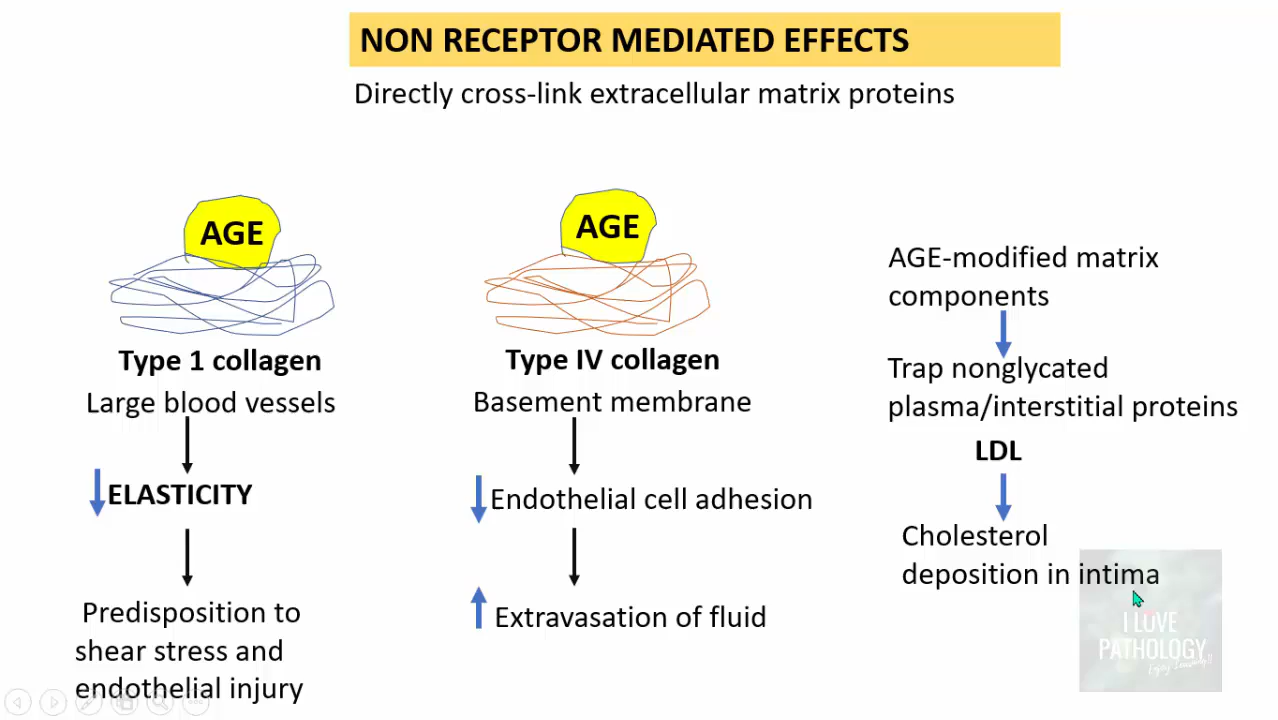 NON RECEPTOR MEDIATED EFFECTS
Directly cross-link extracellular matrix proteins
AGE
Type 1 collagen
Large blood vessels
ELASTICITY
Predisposition to
shear stress and
endothelial injury
AGE
Type IV collagen
Basement membrane
Endothelial cell adhesion
Extravasation of fluid
AGE-modified matrix
components
Trap nonglycated
plasma/interstitial proteins
LDL
Cholesterol
deposition in intima
I LOVE
PATHOLOGY
Enjoy Learning!!